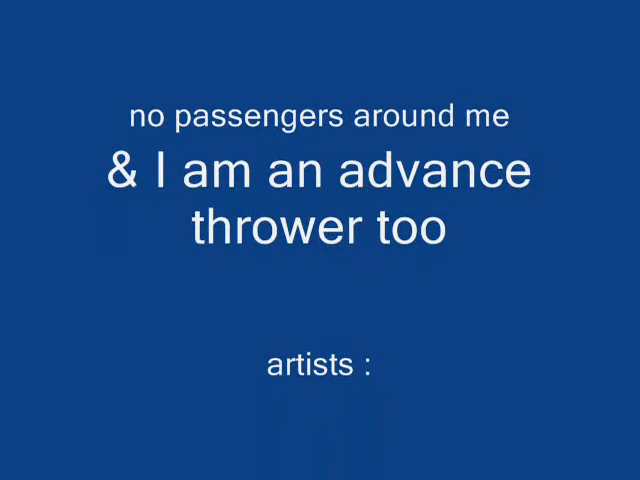 no passengers around me
& I am an advance
thrower too
artists :